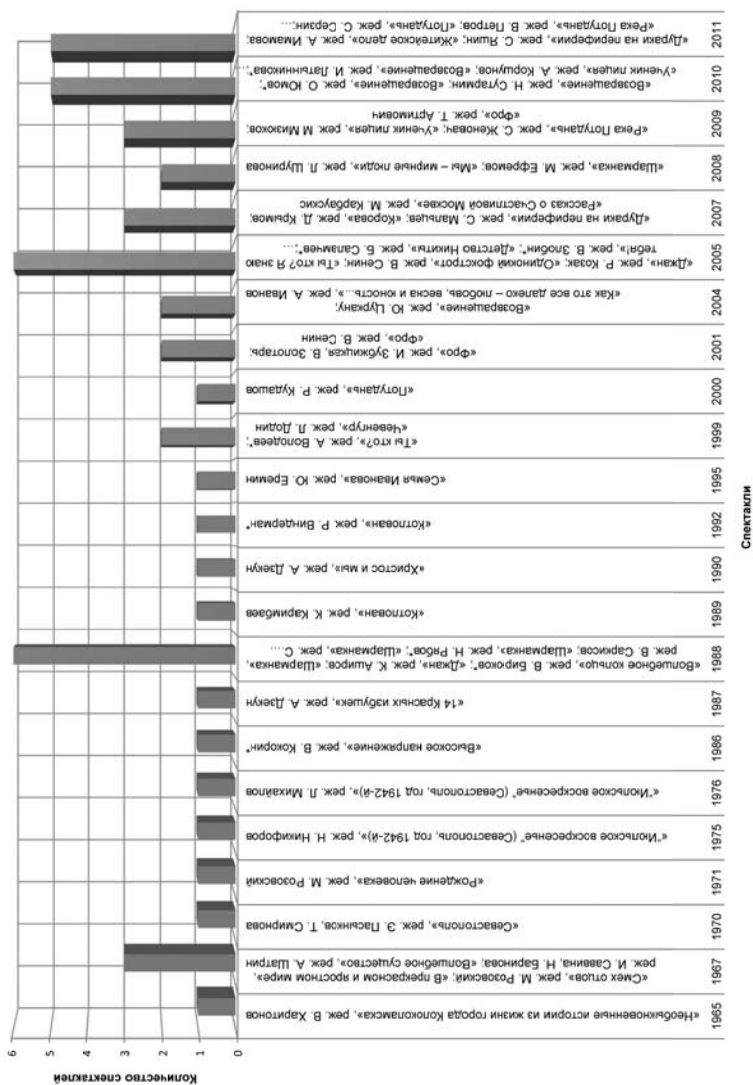 Количество спектаклей
6
5
4
3
2
1
0
«Необыкновенные истории из жизни города Колоколамска», реж. В. Харитонов
1965
«Смех отцов», реж. М. Розовский; «В прекрасном и яростном мире»,
реж. И. Саввина, Н. Баринова; «Волшебное существо», реж. А. Шатрин
1967
«Севастополь», реж. Э. Пасынков, Т. Смирнова
1970
«Рождение человека», реж. М. Розовский
1971
«"Июльское воскресенье" (Севастополь, год 1942-й)», реж. Н. Никифоров
1975
«"Июльское воскресенье" (Севастополь, год 1942-й)», реж. Л. Михайлов
1976
«Высокое напряжение», реж. В. Кокорин*
1986
«14 Красных избушек», реж. А. Дзекун
1987
«Волшебное кольцо», реж. В. Бирюков*; «Джан», реж. К. Аширов; «Шарманка»,
реж. В. Саркисов; «Шарманка», реж. Н. Рябов*; «Шарманка», реж. С....
1988
«Котлован», реж. К. Каримбаев
1989
«Христос и мы», реж. А. Дзекун
1990
«Котлован», реж. Р. Виндерман*
1992
«Семья Иванова», реж. Ю. Еремин
1995
«Ты кто?», реж. А. Володеев*;
«Чевенгур», реж. Л. Додин
1999
«Потудань», реж. Р. Кудашов
2000
«Фро», реж. И. Зубжицкая, В. Золотарь;
«Фро», реж. В. Сенин
2001
«Возвращение», реж. Ю. Цуркану;
«Как это все далеко – любовь, весна и юность...», реж. А. Иванов
2004
«Джан», реж. Р. Козак; «Одинокий фокстрот», реж. В. Сенин; «Ты кто? Я знаю
тебя!», реж. В. Злобин*; «Детство Никиты», реж. Б. Саламчев*;...
2005
«Дураки на периферии», реж. С. Мальцев; «Корова», реж. Д. Крымов;
«Рассказ о Счастливой Москве», реж. М. Карбаускис
2007
«Шарманка», реж. М. Ефремов; «Мы – мирные люди», реж. Л. Шуринова
2008
«Река Потудань», реж. С. Женовач; «Ученик лицея», реж. М Мизюков;
«Фро», реж. Т. Артимович
2009
«Возвращение», реж. Н. Сутармин; «Возвращение», реж. О. Юмов*;
«Ученик лицея», реж. А. Коршунов; «Возвращение», реж. И. Латынникова*;...
2010
«Дураки на периферии», реж. С. Яшин; «Житейское дело», реж. А. Имамова;
«Река Потудань», реж. В. Петров; «Потудань», реж. С. Серзин;...
2011
Спектакли